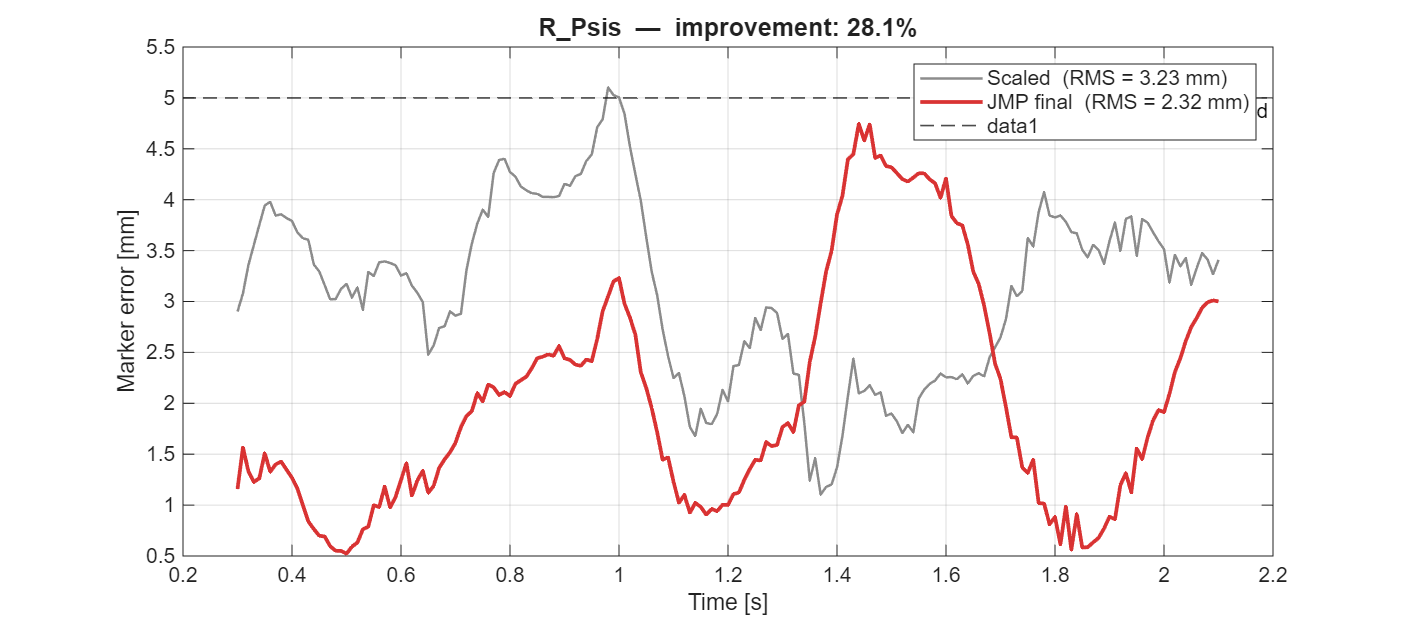 R_Psis — improvement: 28.1%
5.5
5
4.5
4
3.5
3
2.5
2
1.5
1
0.5
Marker error [mm]
Scaled (RMS = 3.23 mm)
JMP final (RMS = 2.32 mm)
data1
d
0.2 0.4 0.6 0.8 1 1.2 1.4 1.6 1.8 2 2.2
Time [s]